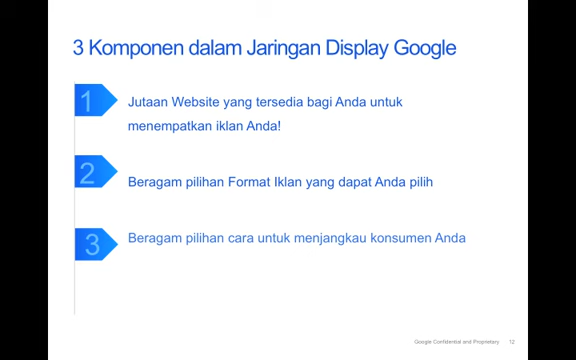 3 Komponen dalam Jaringan Display Google
1
Jutaan Website yang tersedia bagi Anda untuk
menempatkan iklan Anda!
2
Beragam pilihan Format Iklan yang dapat Anda pilih
3
Beragam pilihan cara untuk menjangkau konsumen Anda
Google Confidential and Proprietary 12